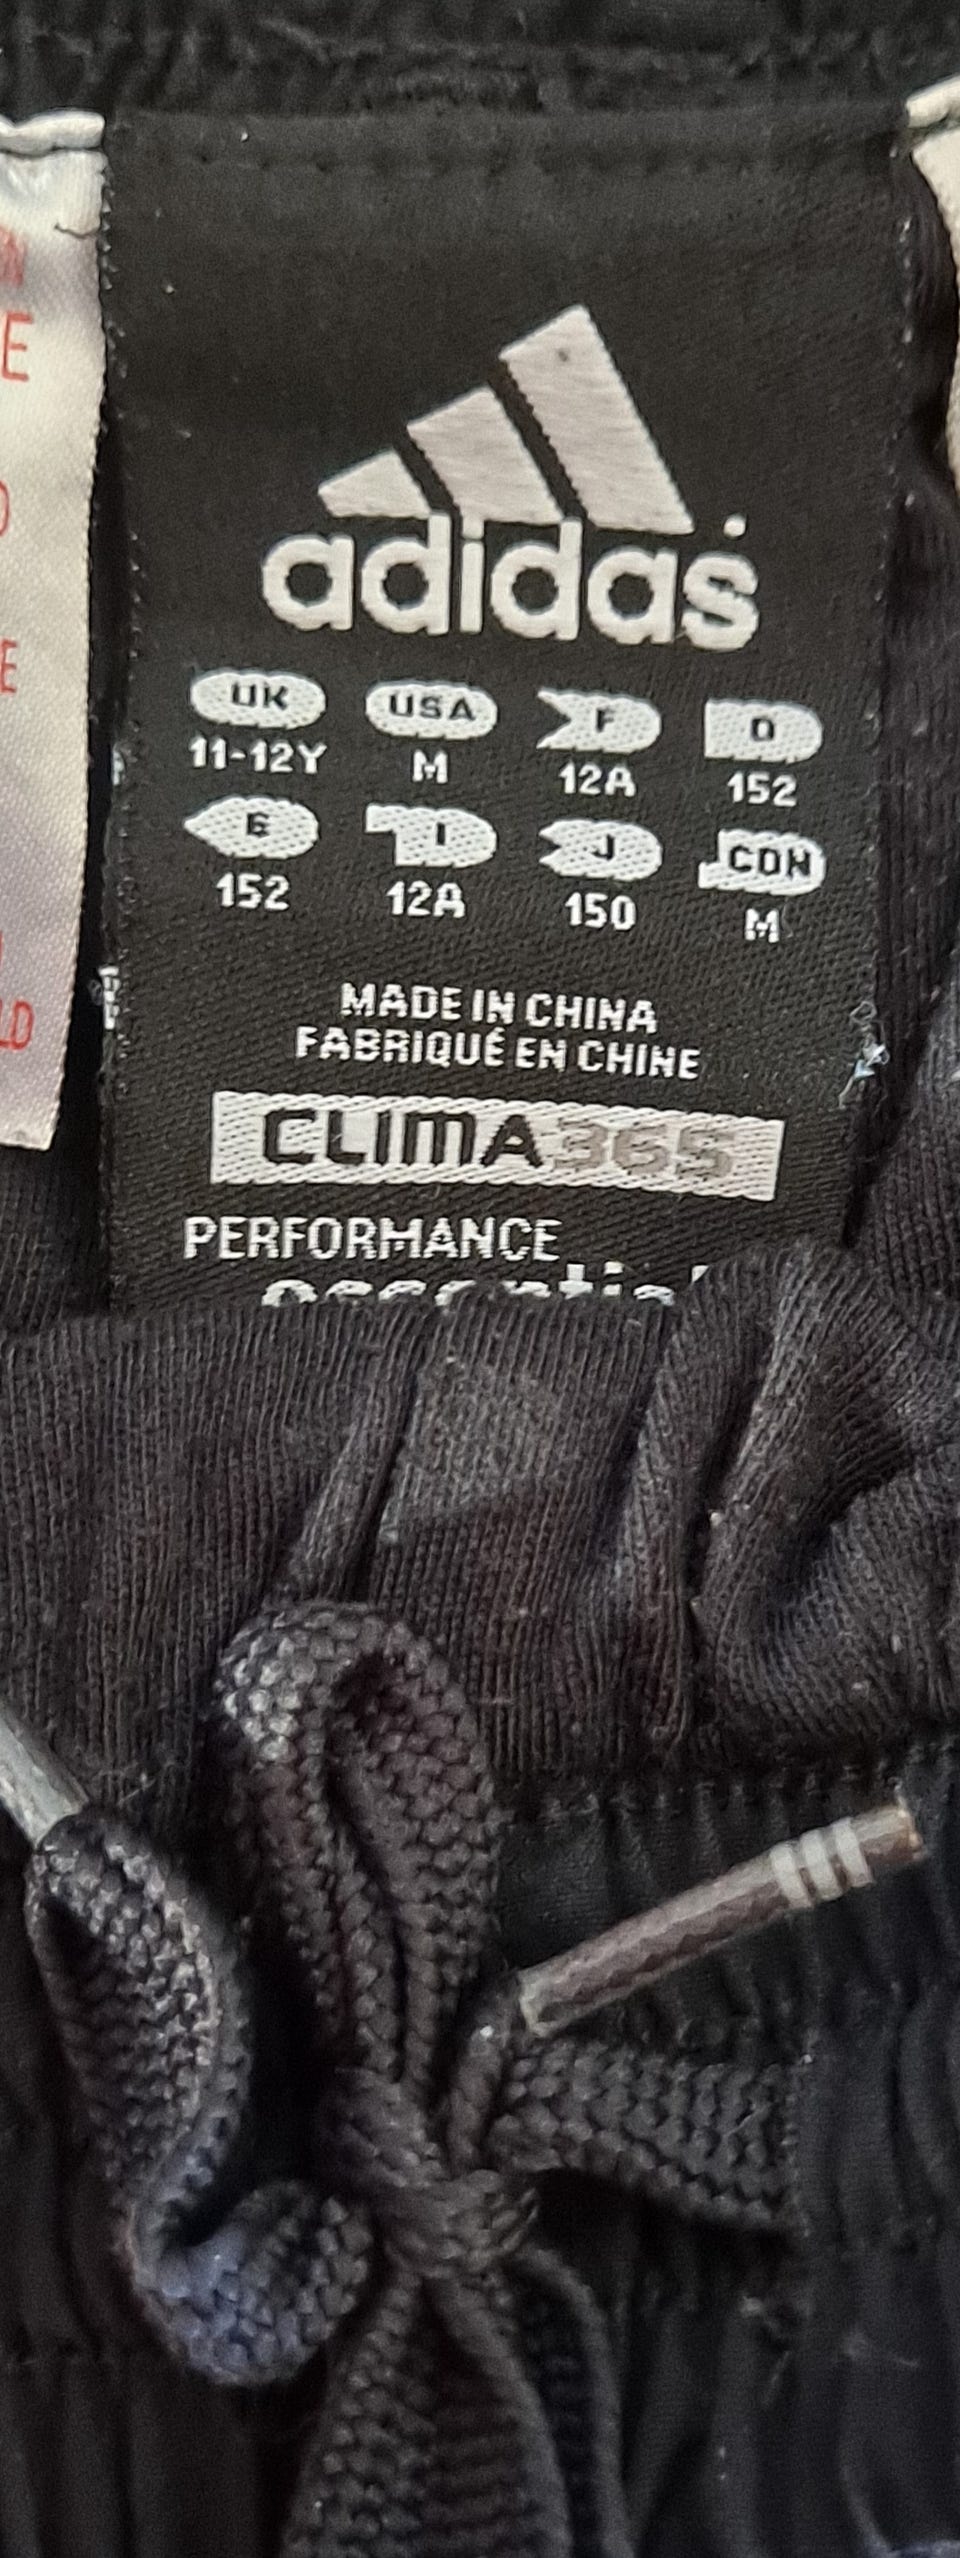 adidas
UK USA F D
11-12Y M 12A 152
E I J CDN
152 12A 150 M
MADE IN CHINA
FABRIQUÉ EN CHINE
CLIMA365
PERFORMANCE
E
E
LD